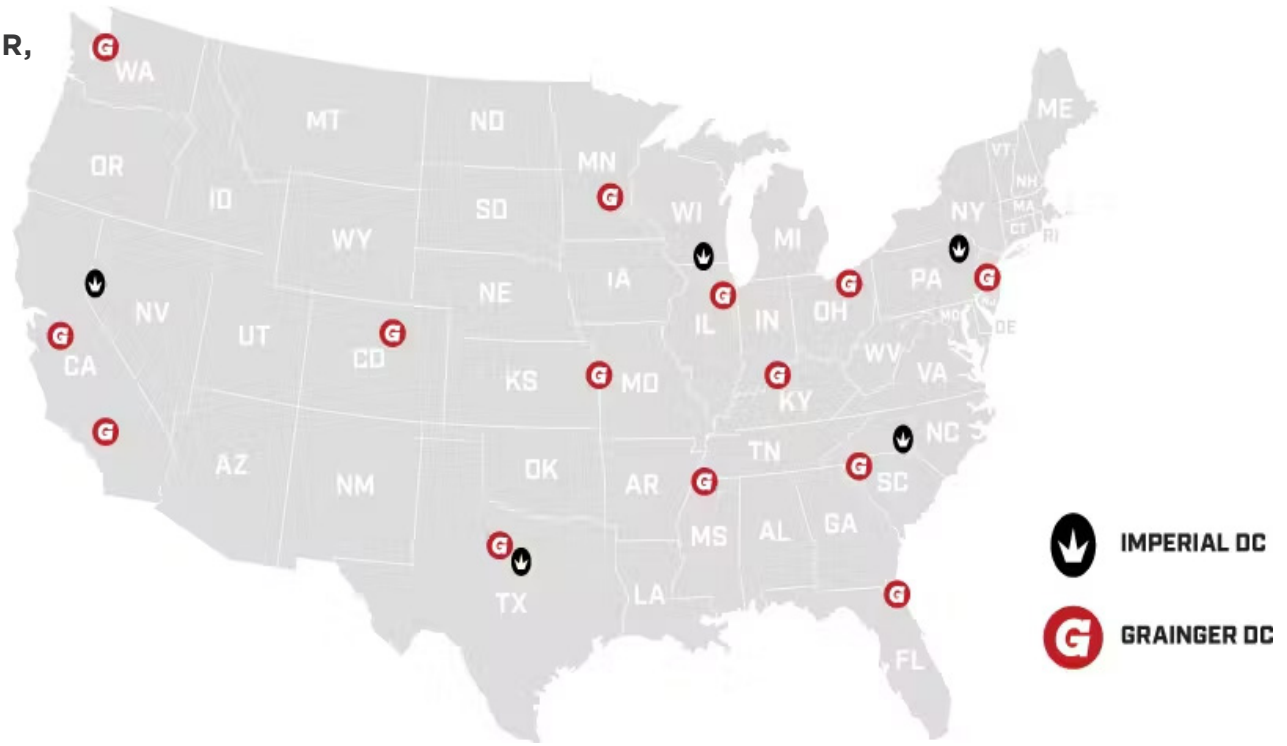 R,
WA
MT
ND
MN
OR
ID
SD
WI
MI
NY
VT
NH
ME
MA
CT
RI
WY
IA
NE
PA
NJ
NV
UT
CO
IL
IN
OH
MD
DE
CA
KS
MO
WV
VA
KY
AZ
NM
OK
AR
TN
NC
SC
MS
AL
GA
TX
LA
FL
G
G
G
G
G
G
G
G
G
G
G
G
G
G
IMPERIAL DC
G
GRAINGER DC